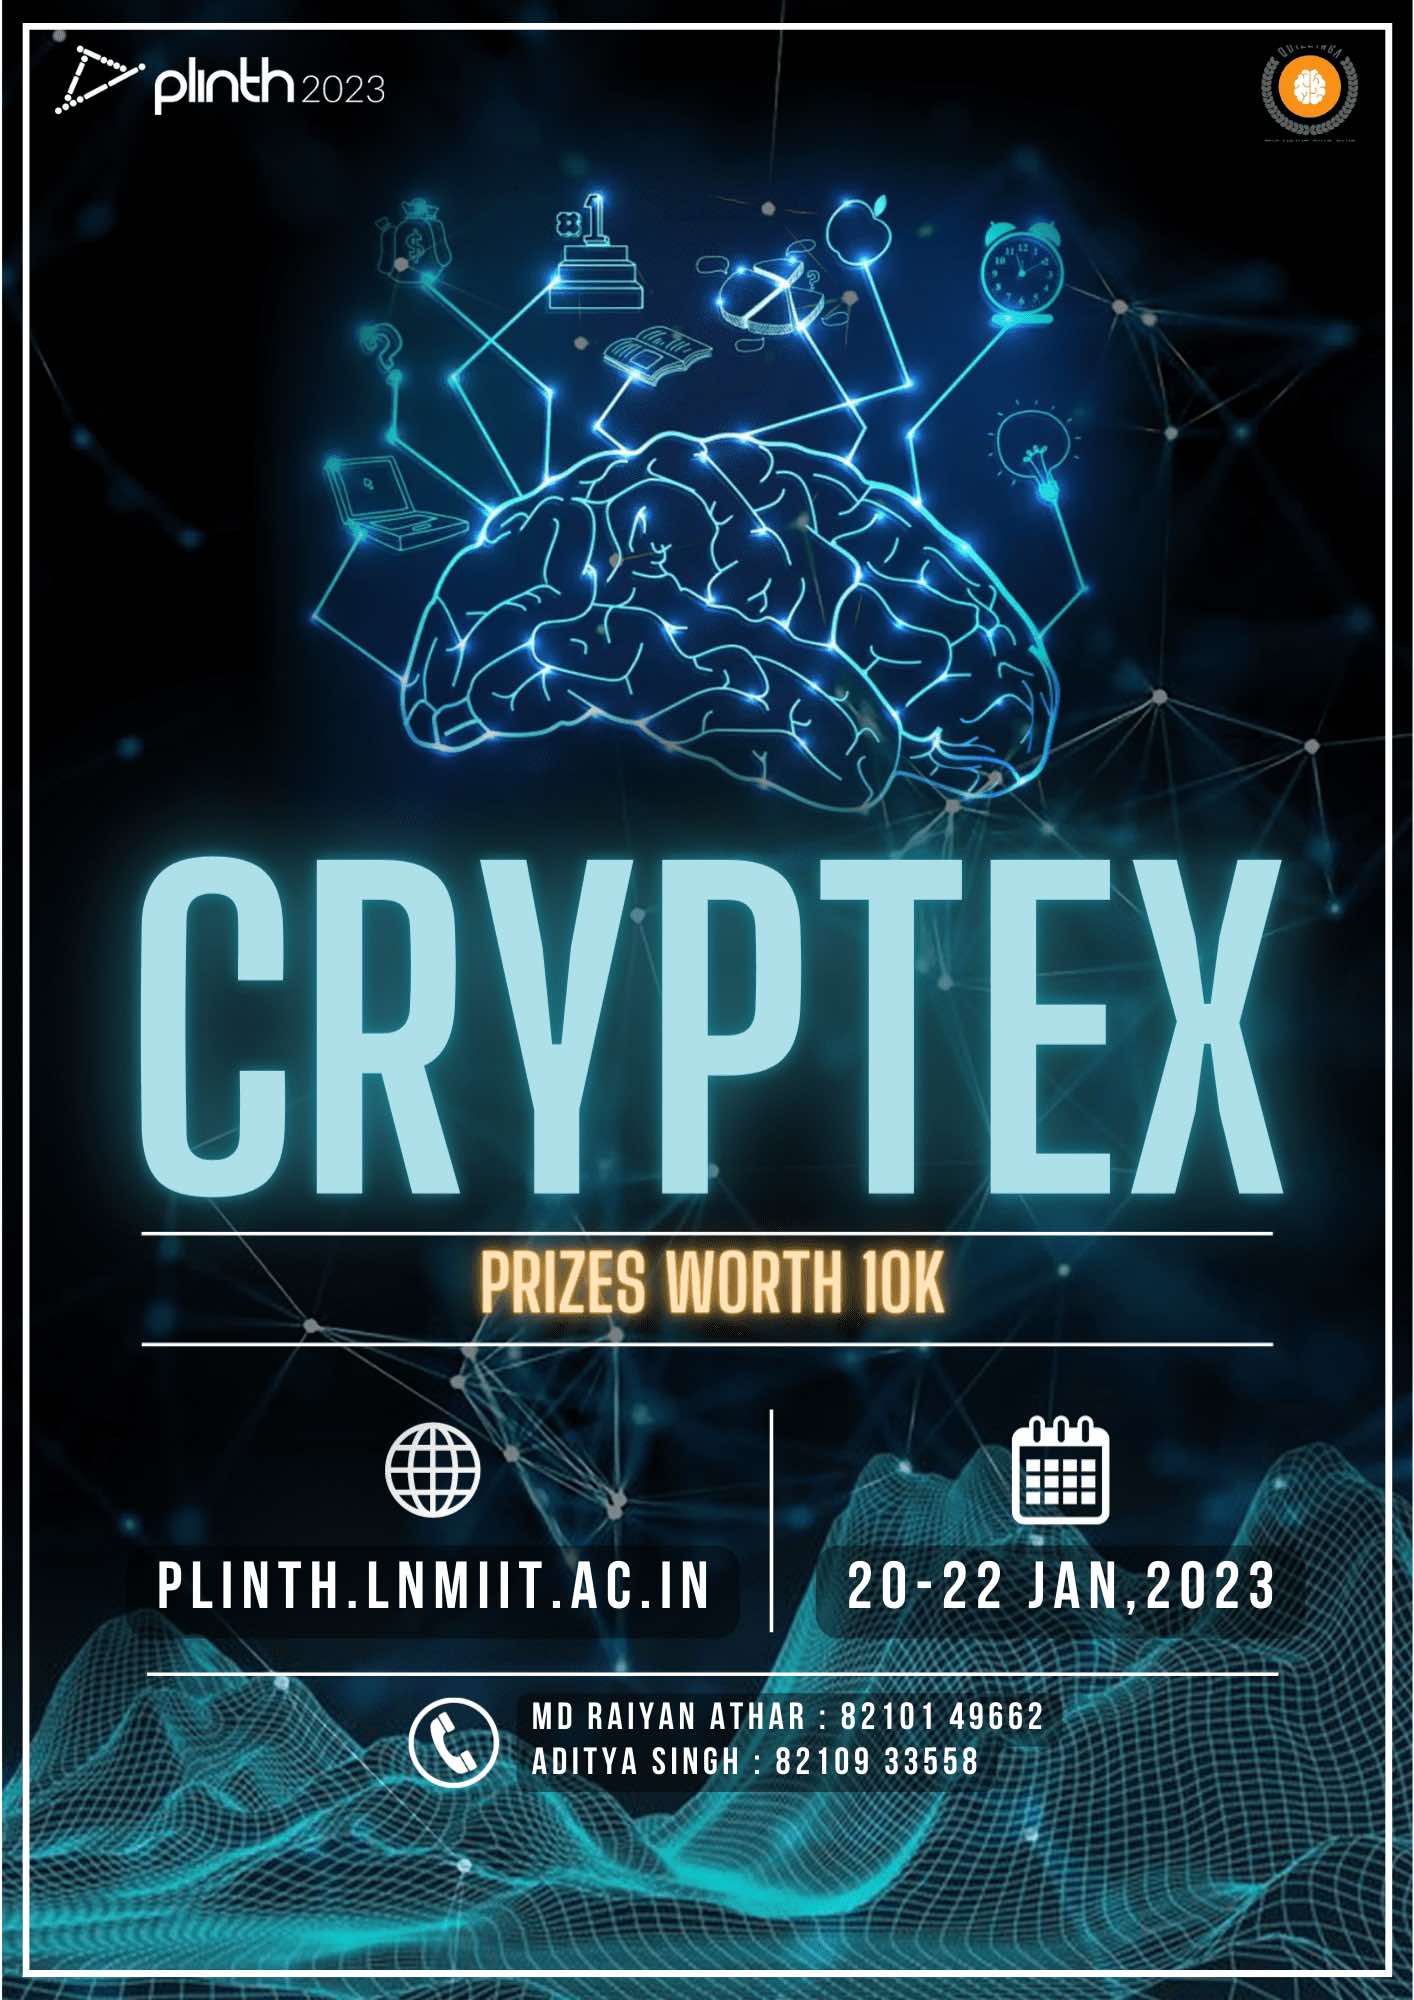 plinth 2023
#1
CRYPTEX
PRIZES WORTH 10K
PLINTH.LNMIIT.AC.IN
20-22 JAN,2023
MD RAIYAN ATHAR : 82101 49662
ADITYA SINGH : 82109 33558